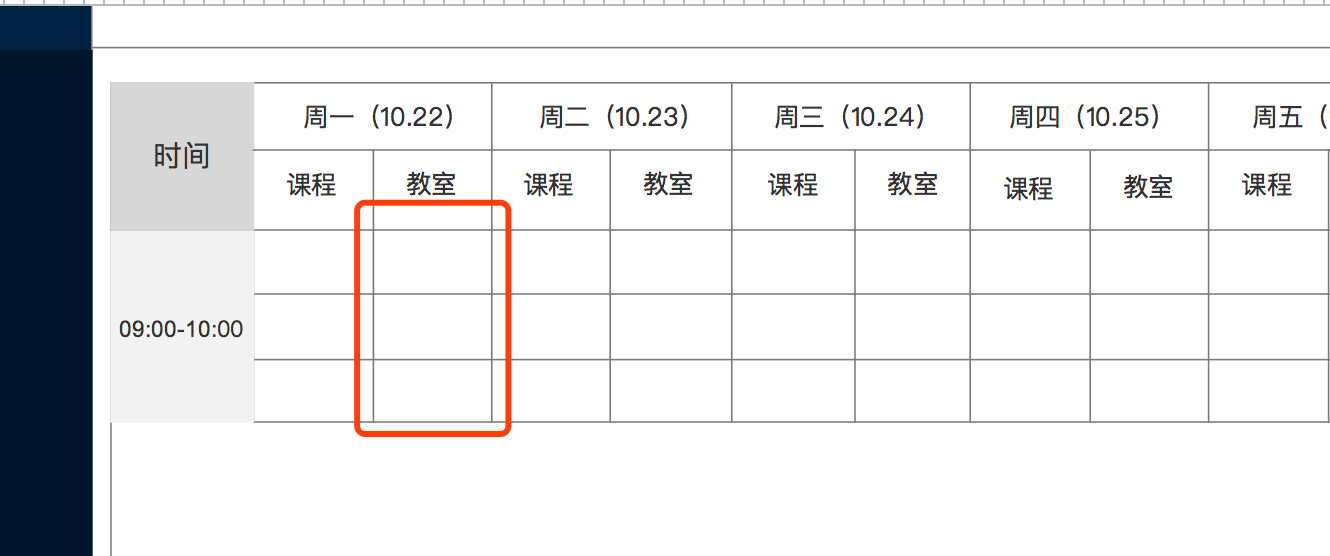 时间 周一（10.22） 周二（10.23） 周三（10.24） 周四（10.25） 周五（
课程 教室 课程 教室 课程 教室 课程 教室 课程
09:00-10:00